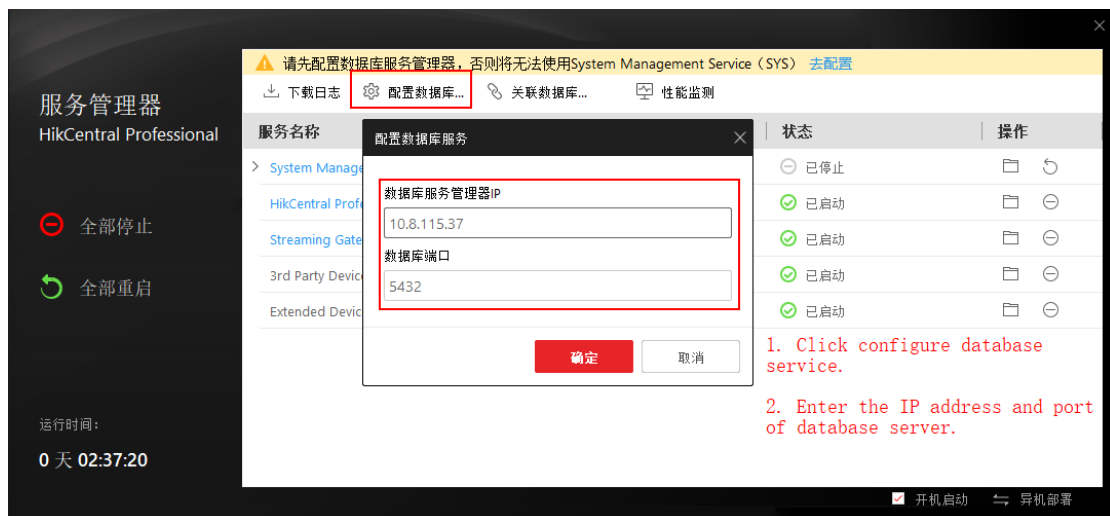 请先配置数据库服务管理器，否则将无法使用System Management Service（SYS） 去配置
下载日志 配置数据库... 关联数据库... 性能监测
服务管理器
HikCentral Professional
服务名称 状态 操作
配置数据库服务
System Manage 已停止
数据库服务管理器IP
HikCentral Profe 已启动
10.8.115.37
全部停止
Streaming Gate 已启动
数据库端口
3rd Party Device 已启动
5432
全部重启
Extended Devic 已启动
确定 取消
1. Click configure database
service.
2. Enter the IP address and port
of database server.
运行时间：
0 天 02:37:20
开机启动 异机部署